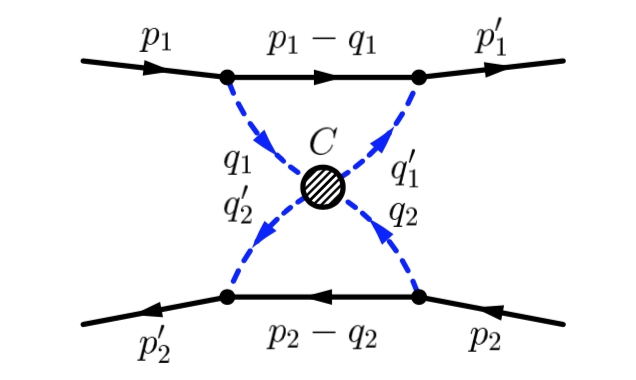 p₁ p₁ − q₁ p′₁
C
q₁ q′₁
q′₂ q₂
p′₂ p₂ − q₂ p₂